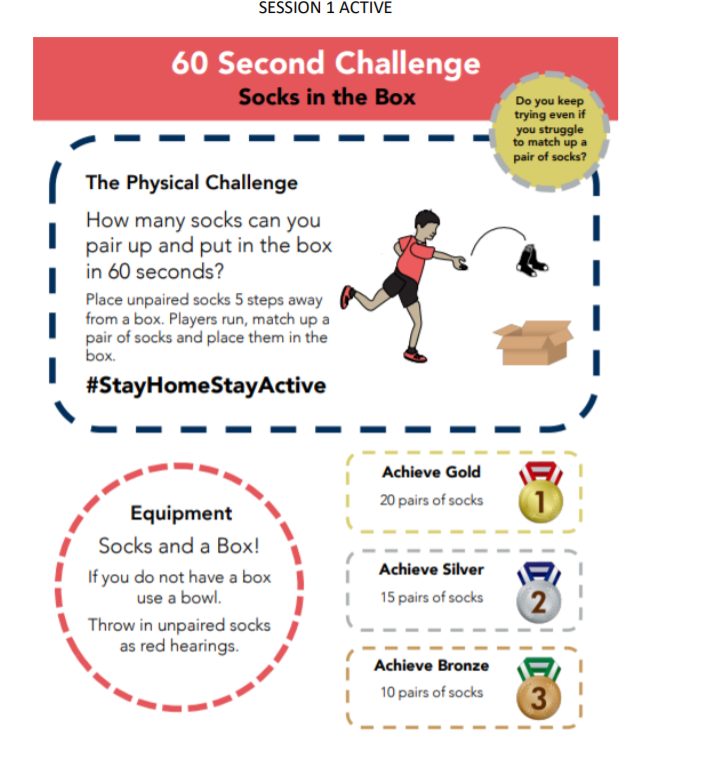 SESSION 1 ACTIVE
60 Second Challenge
Socks in the Box
Do you keep
trying even if
you struggle
to match up a
pair of socks?
The Physical Challenge
How many socks can you
pair up and put in the box
in 60 seconds?
Place unpaired socks 5 steps away
from a box. Players run, match up a
pair of socks and place them in the
box.
#StayHomeStayActive
Equipment
Socks and a Box!
If you do not have a box
use a bowl.
Throw in unpaired socks
as red hearings.
Achieve Gold
20 pairs of socks
1
Achieve Silver
15 pairs of socks
2
Achieve Bronze
10 pairs of socks
3